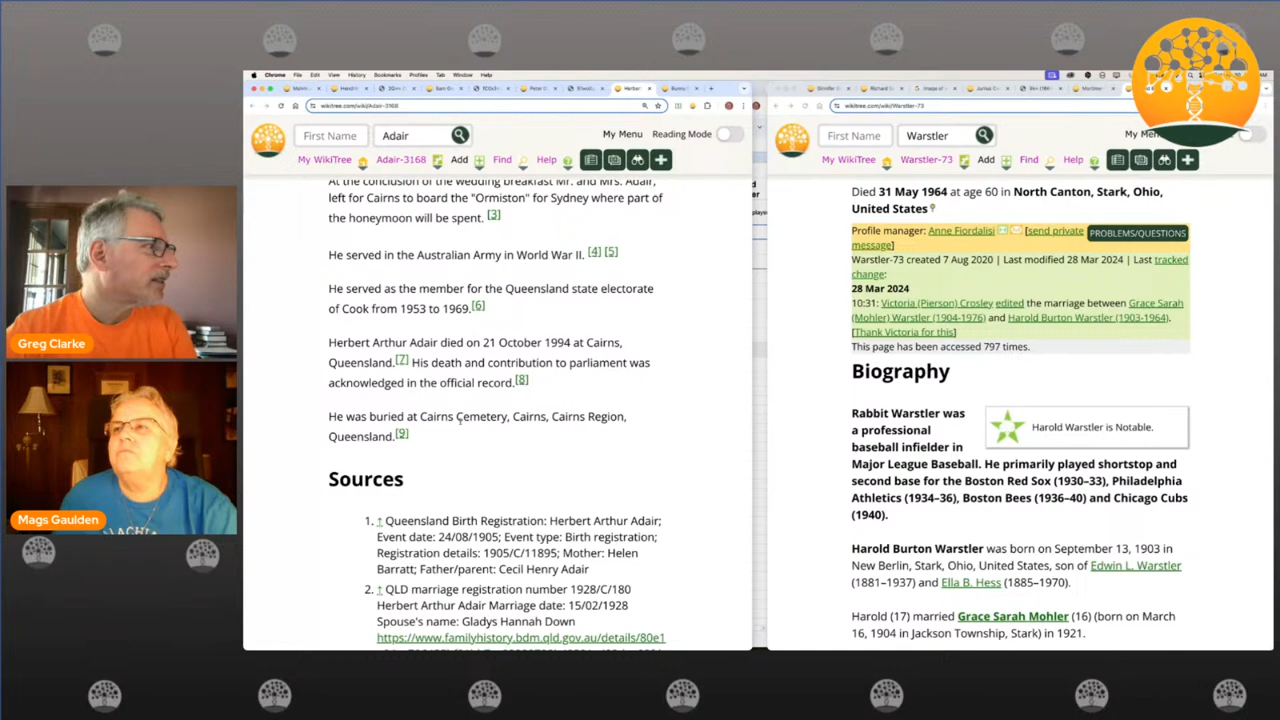 Greg Clarke
Mags Gaulden
Chrome File Edit View History Bookmarks Profiles Tab Window Help
wikitree.com/wiki/Adair-3168
First Name Adair My Menu Reading Mode
My WikiTree Adair-3168 Add Find Help
At the conclusion of the wedding breakfast Mr. and Mrs. Adair,
left for Cairns to board the "Ormiston" for Sydney where part of
the honeymoon will be spent. [3]
He served in the Australian Army in World War II. [4] [5]
He served as the member for the Queensland state electorate
of Cook from 1953 to 1969.[6]
Herbert Arthur Adair died on 21 October 1994 at Cairns,
Queensland.[7] His death and contribution to parliament was
acknowledged in the official record.[8]
He was buried at Cairns Cemetery, Cairns, Cairns Region,
Queensland.[9]
Sources
1. ↑ Queensland Birth Registration: Herbert Arthur Adair;
Event date: 24/08/1905; Event type: Birth registration;
Registration details: 1905/C/11895; Mother: Helen
Barratt; Father/parent: Cecil Henry Adair
2. ↑ QLD marriage registration number 1928/C/180
Herbert Arthur Adair Marriage date: 15/02/1928
Spouse's name: Gladys Hannah Down
https://www.familyhistory.bdm.qld.gov.au/details/80e1
wikitree.com/wiki/Warstler-73
First Name Warstler
My WikiTree Warstler-73 Add Find Help
Died 31 May 1964 at age 60 in North Canton, Stark, Ohio,
United States
Profile manager: Anne Fiordalisi [send private PROBLEMS/QUESTIONS
message]
Warstler-73 created 7 Aug 2020 | Last modified 28 Mar 2024 | Last tracked
change:
28 Mar 2024
10:31: Victoria (Pierson) Crosley edited the marriage between Grace Sarah
(Mohler) Warstler (1904-1976) and Harold Burton Warstler (1903-1964).
[Thank Victoria for this]
This page has been accessed 797 times.
Biography
Harold Warstler is Notable.
Rabbit Warstler was
a professional
baseball infielder in
Major League Baseball. He primarily played shortstop and
second base for the Boston Red Sox (1930–33), Philadelphia
Athletics (1934–36), Boston Bees (1936–40) and Chicago Cubs
(1940).
Harold Burton Warstler was born on September 13, 1903 in
New Berlin, Stark, Ohio, United States, son of Edwin L. Warstler
(1881–1937) and Ella B. Hess (1885–1970).
Harold (17) married Grace Sarah Mohler (16) (born on March
16, 1904 in Jackson Township, Stark) in 1921.